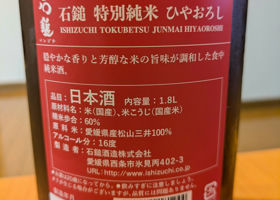 石鎚
石鎚 特別純米 ひやおろし
ISHIZUCHI TOKUBETSU JUNMAI HIYAOROSHI
穏やかな香りと芳醇な米の旨味が調和した食中
純米酒。
品目:日本酒 内容量:1.8L
原材料名:米(国産)、米こうじ(国産米)
精米歩合:60%
原料米:愛媛県産松山三井100%
アルコール分:16度
製造者:石鎚酒造株式会社
愛媛県西条市氷見丙402-3
URL:http://www.ishizuchi.co.jp